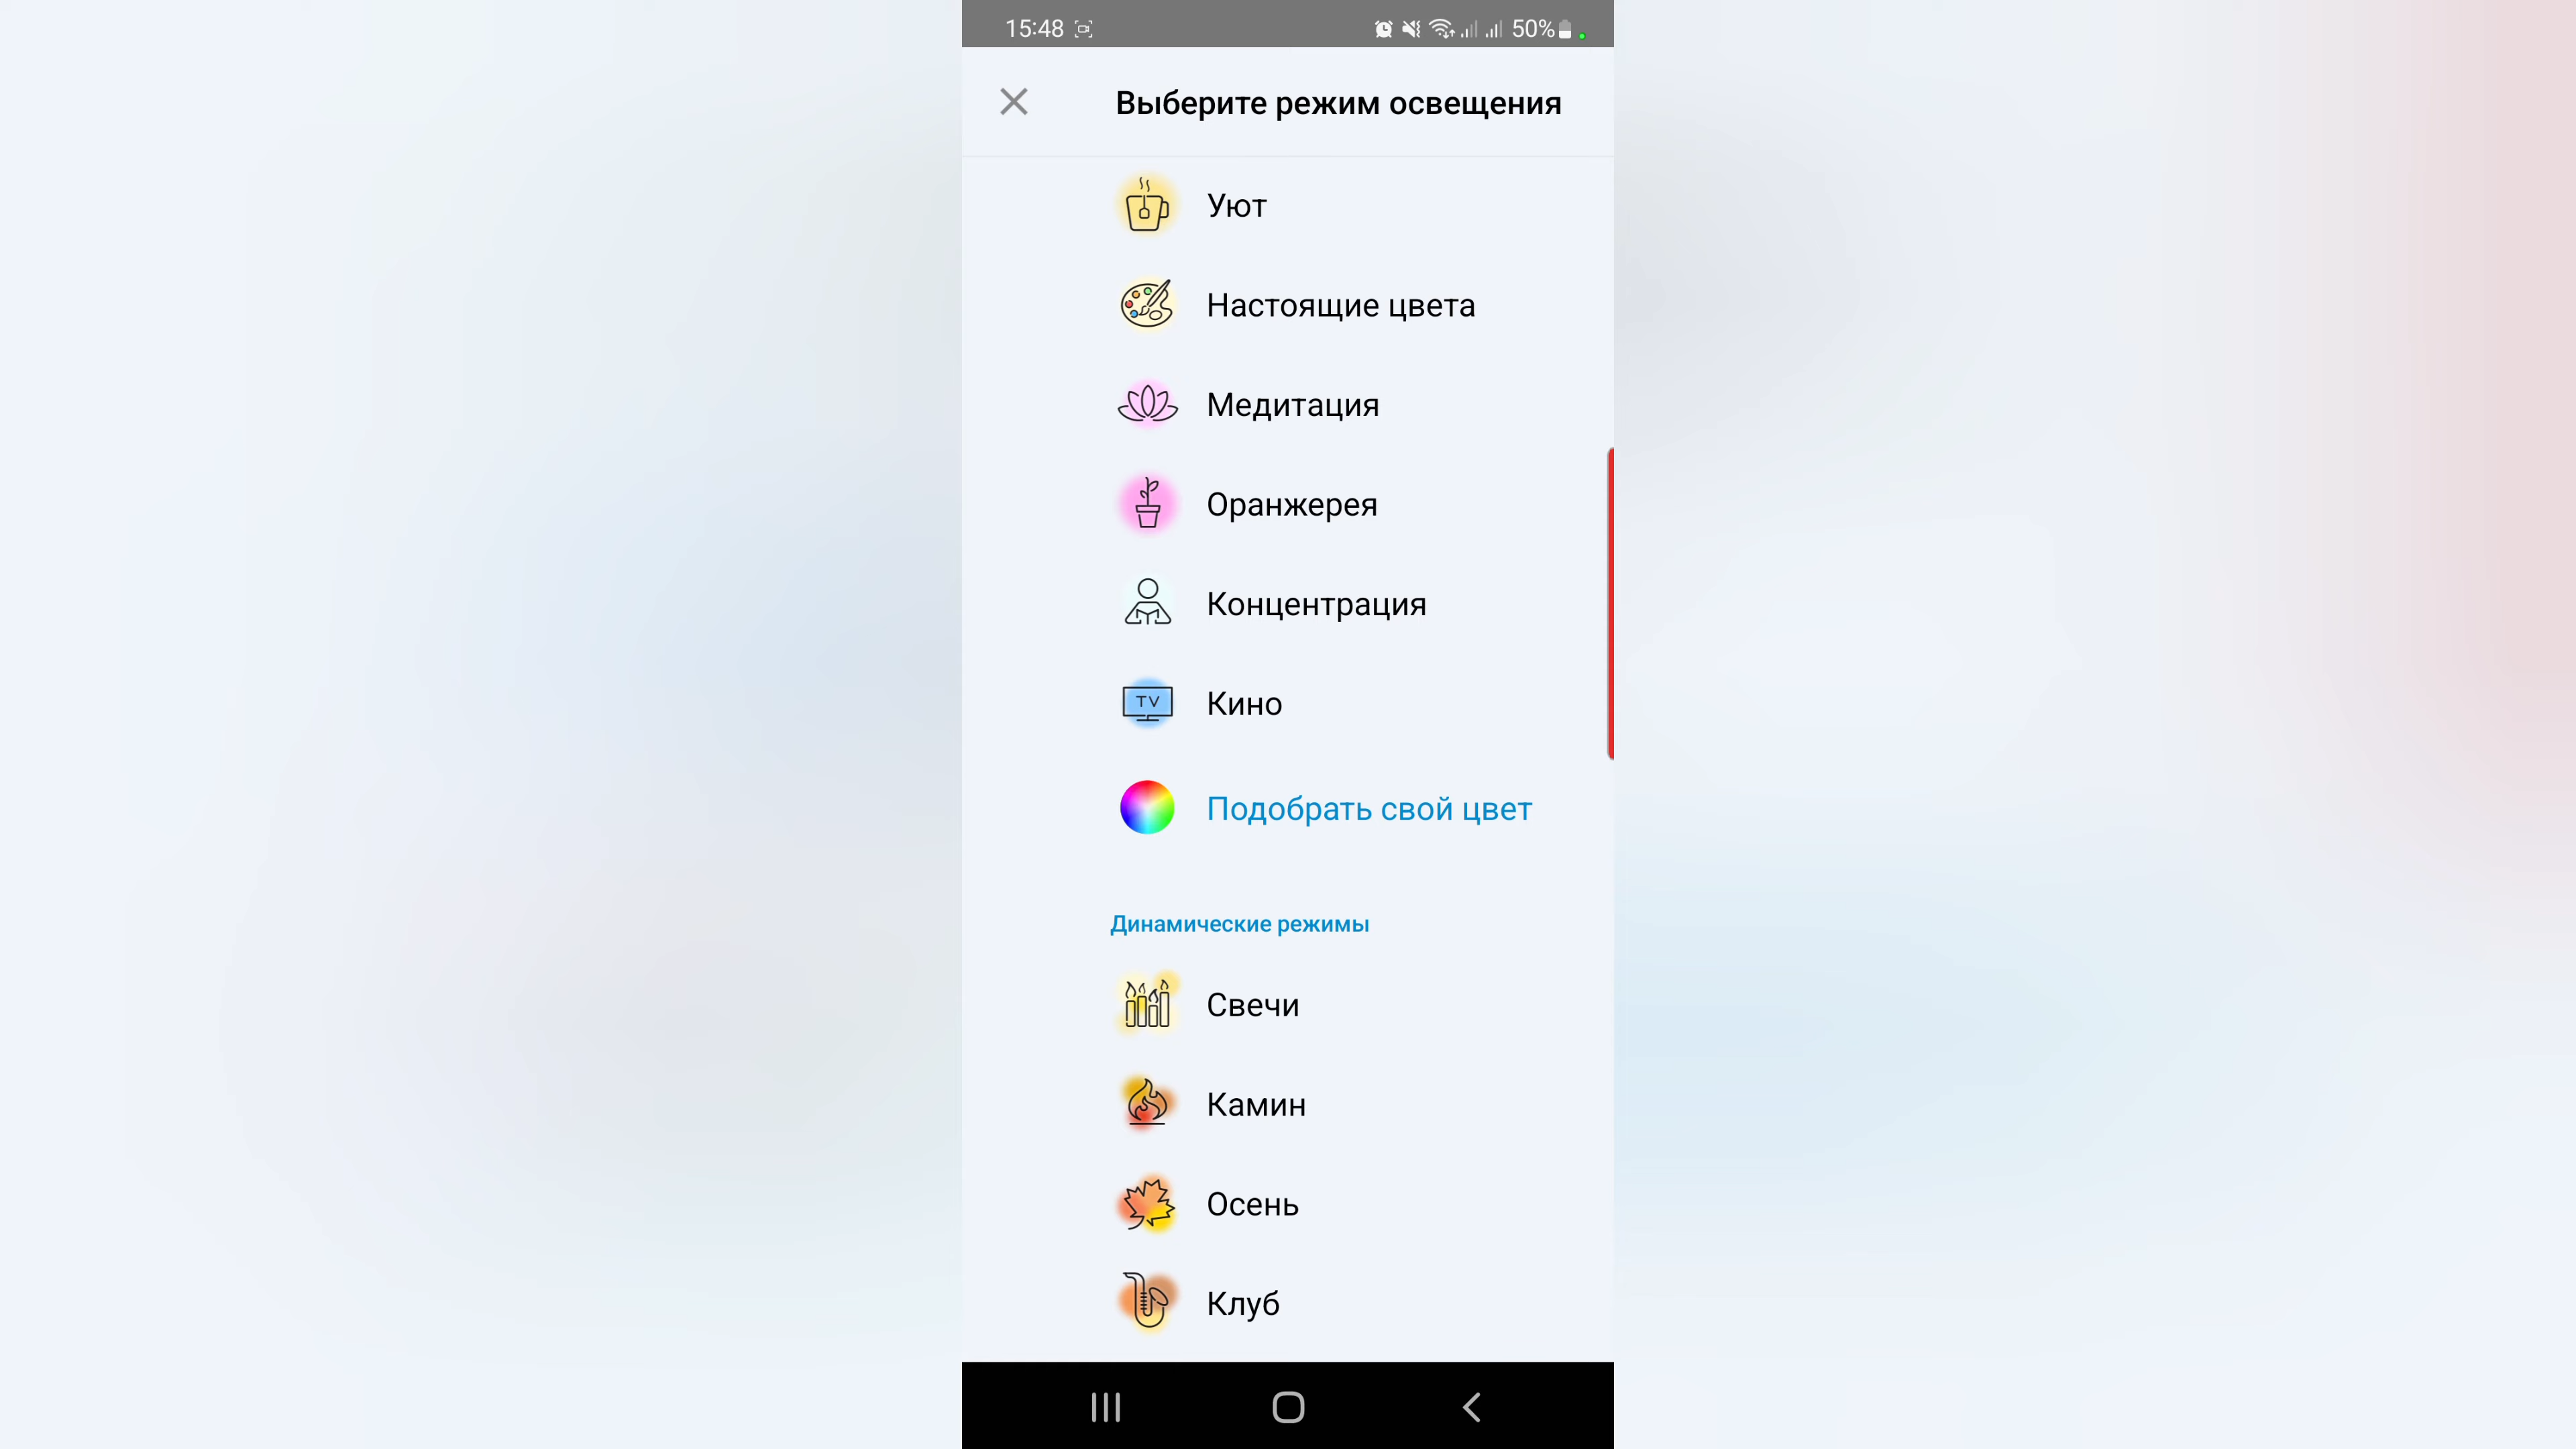 15:48 50%
Выберите режим освещения
Уют
Настоящие цвета
Медитация
Оранжерея
Концентрация
TV
Кино
Подобрать свой цвет
Динамические режимы
Свечи
Камин
Осень
Клуб